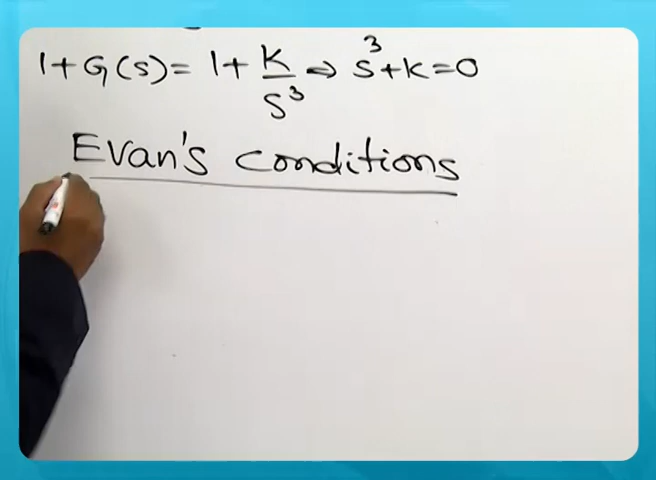 1+G(s)= 1+ K/s³ ⇒ s³+K=0
Evan's conditions